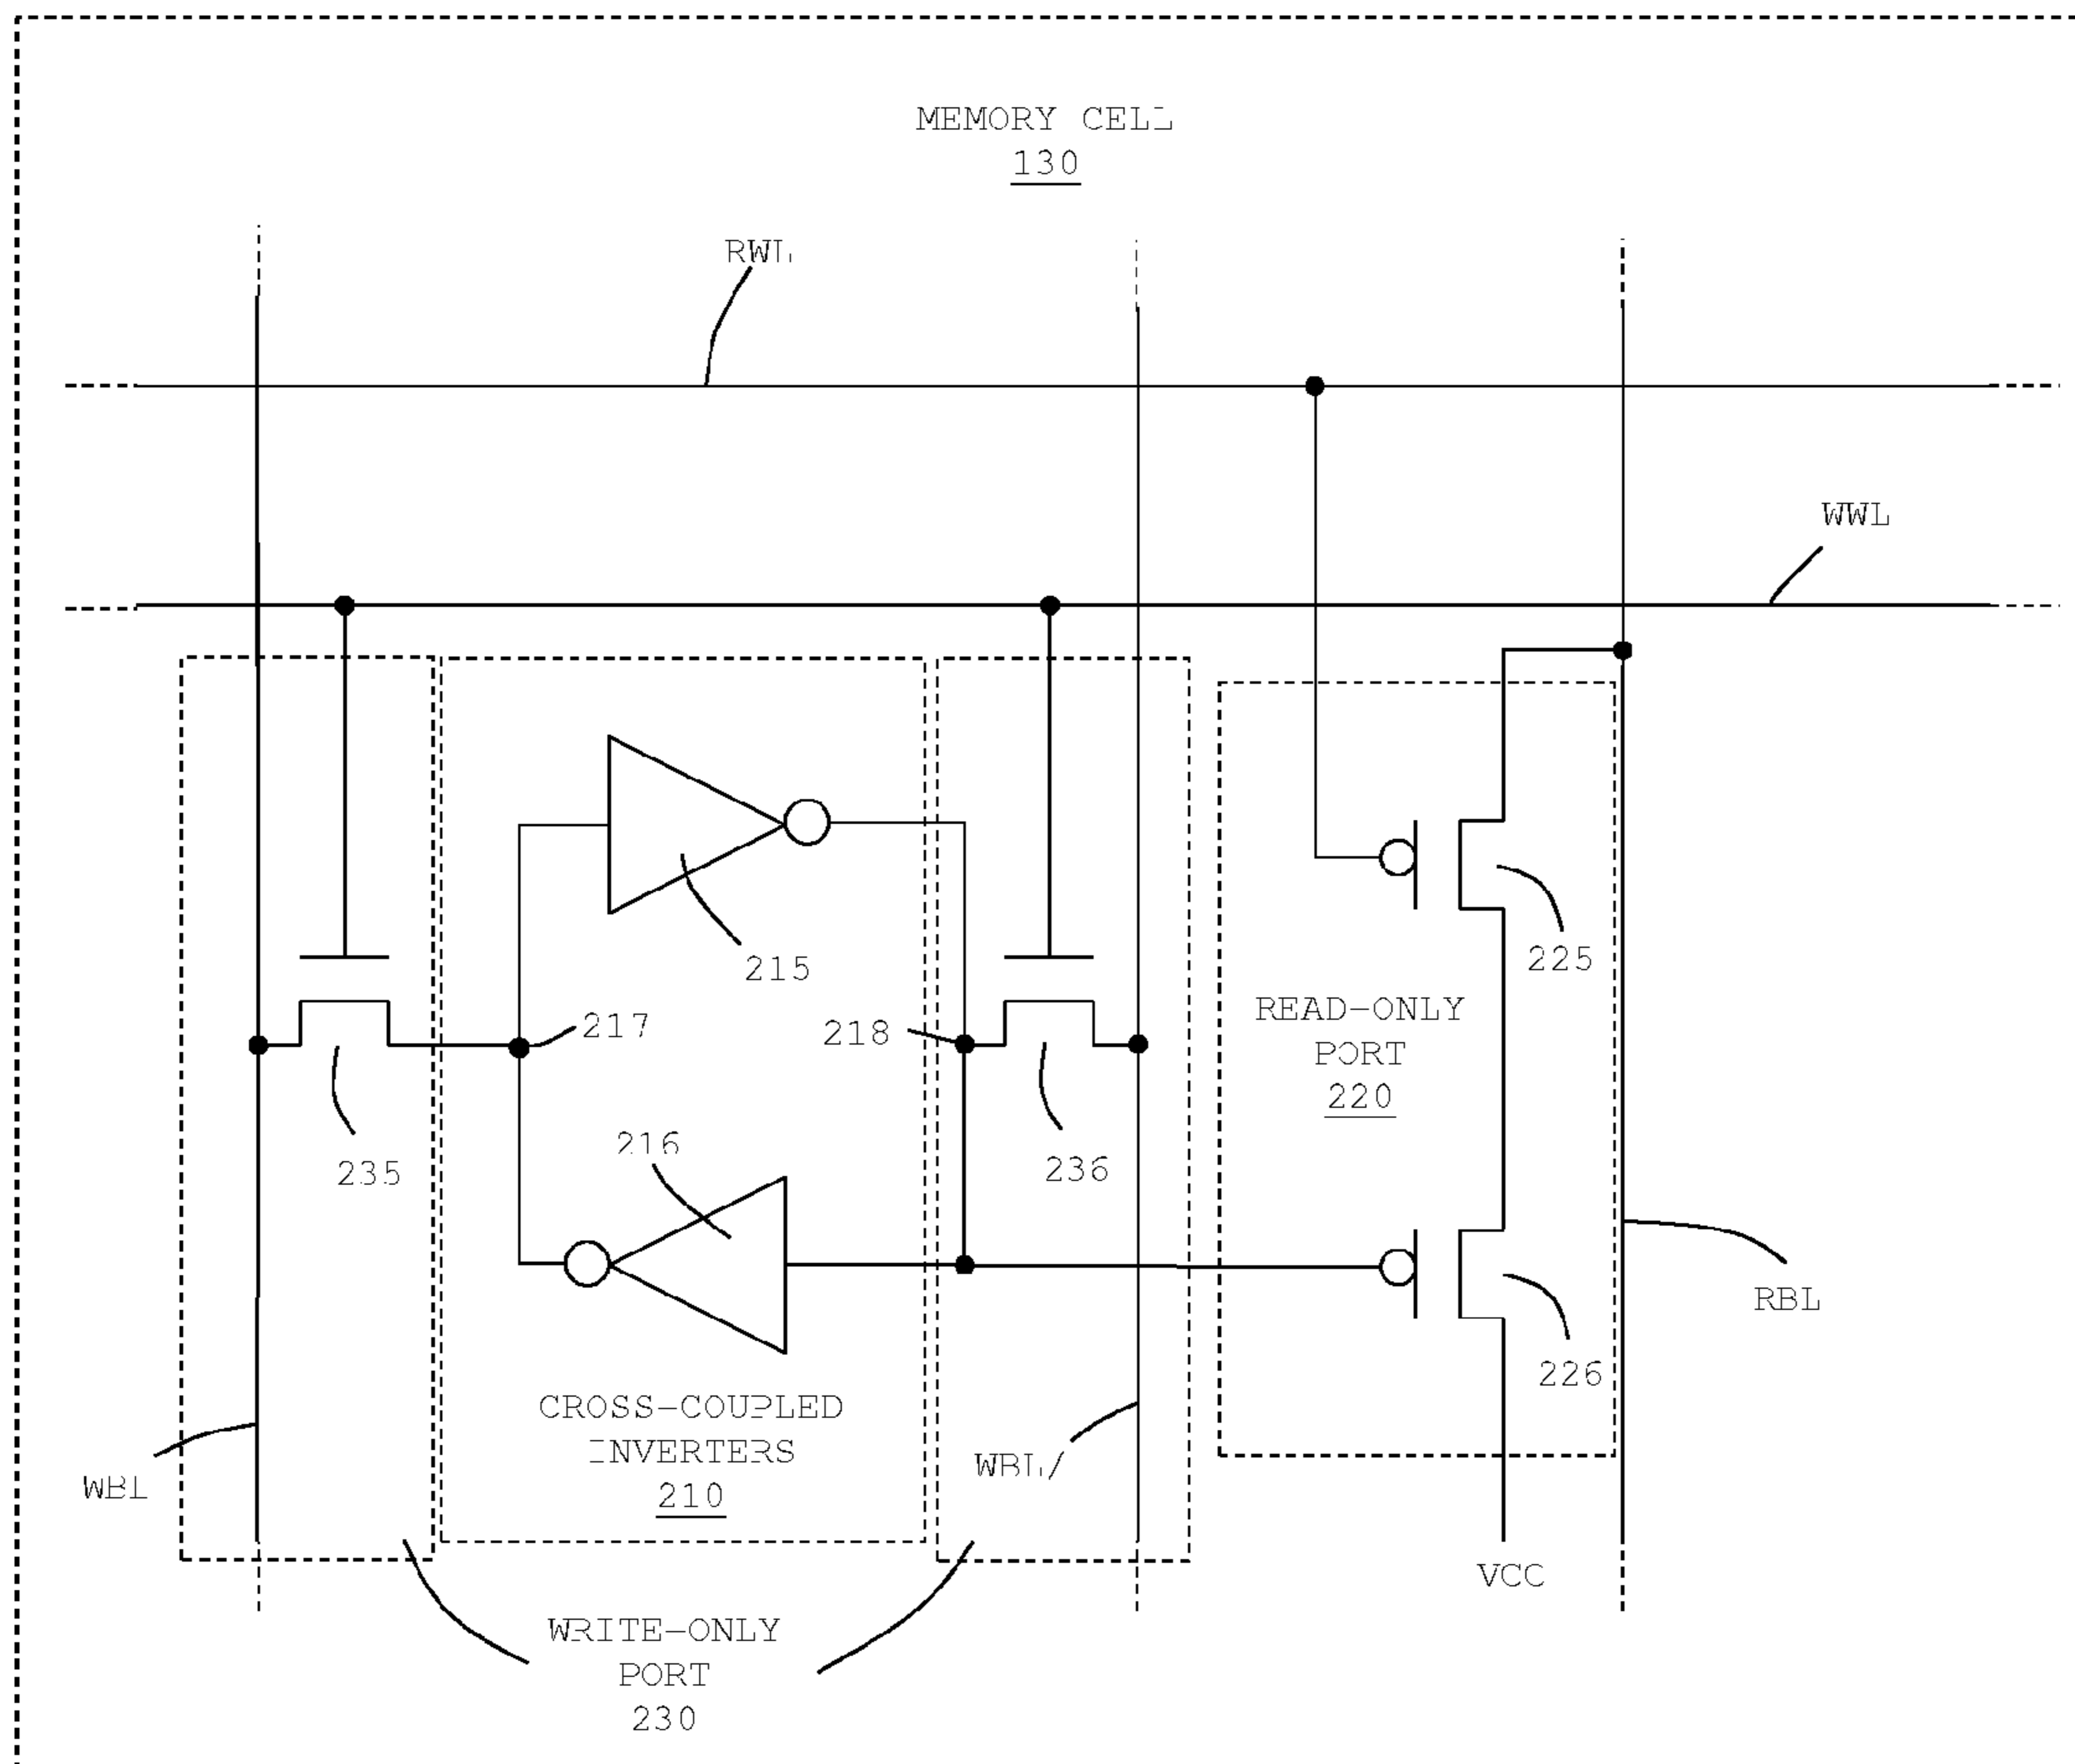 MEMORY CELL
130
RWL
WWL
215
225
217
218
READ-ONLY
PORT
220
216
235
236
RBL
226
CROSS-COUPLED
INVERTERS
210
WBL
WBL/
VCC
WRITE-ONLY
PORT
230